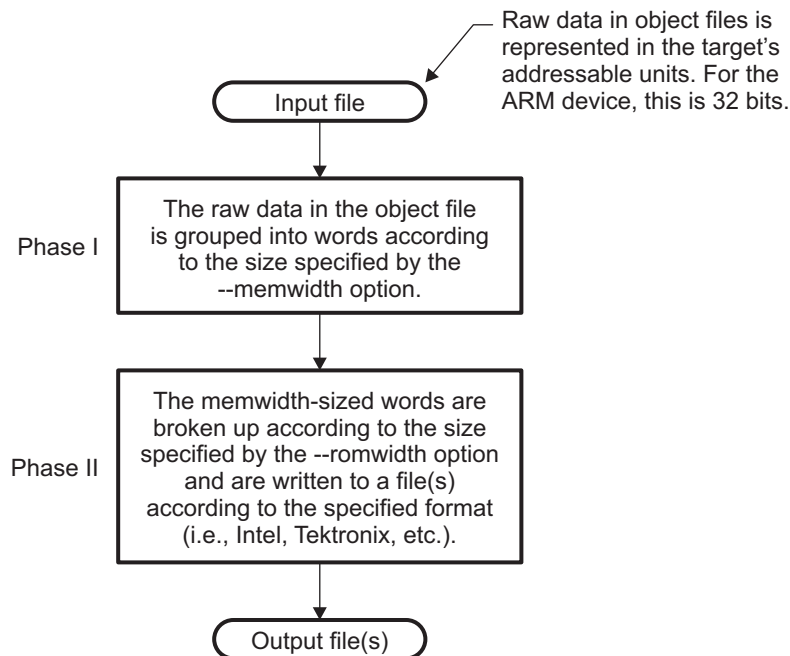 Raw data in object files is
represented in the target's
addressable units. For the
ARM device, this is 32 bits.
Input file
Phase I
The raw data in the object file
is grouped into words according
to the size specified by the
--memwidth option.
Phase II
The memwidth-sized words are
broken up according to the size
specified by the --romwidth option
and are written to a file(s)
according to the specified format
(i.e., Intel, Tektronix, etc.).
Output file(s)